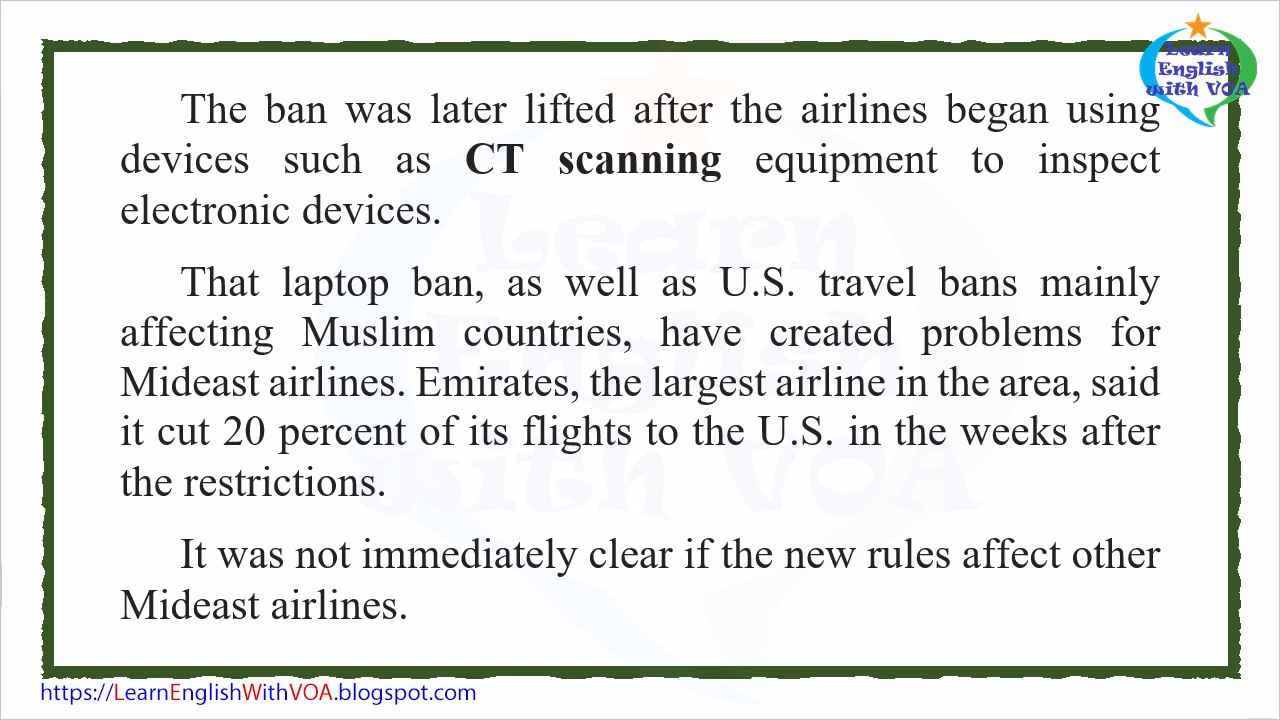 Learn
English
with VOA
The ban was later lifted after the airlines began using
devices such as CT scanning equipment to inspect
electronic devices.
That laptop ban, as well as U.S. travel bans mainly
affecting Muslim countries, have created problems for
Mideast airlines. Emirates, the largest airline in the area, said
it cut 20 percent of its flights to the U.S. in the weeks after
the restrictions.
It was not immediately clear if the new rules affect other
Mideast airlines.
Learn
English
with VOA
https://LearnEnglishWithVOA.blogspot.com